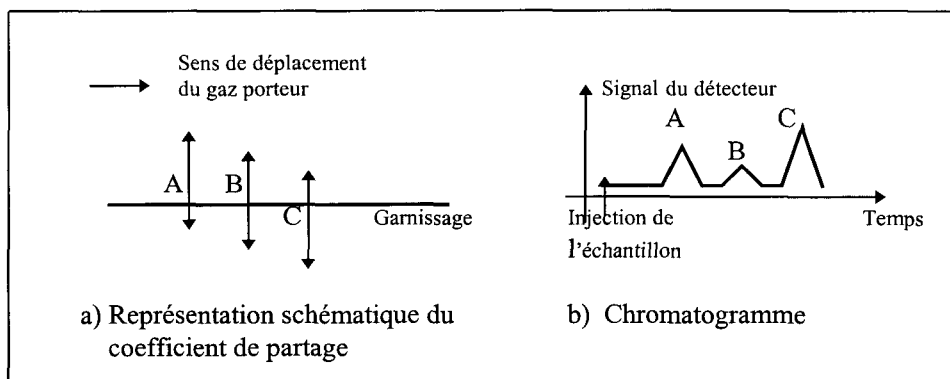 Sens de déplacement
du gaz porteur
A
B
C
Garnissage
a) Représentation schématique du
coefficient de partage
Signal du détecteur
A
B
C
Injection de
l'échantillon
Temps
b) Chromatogramme